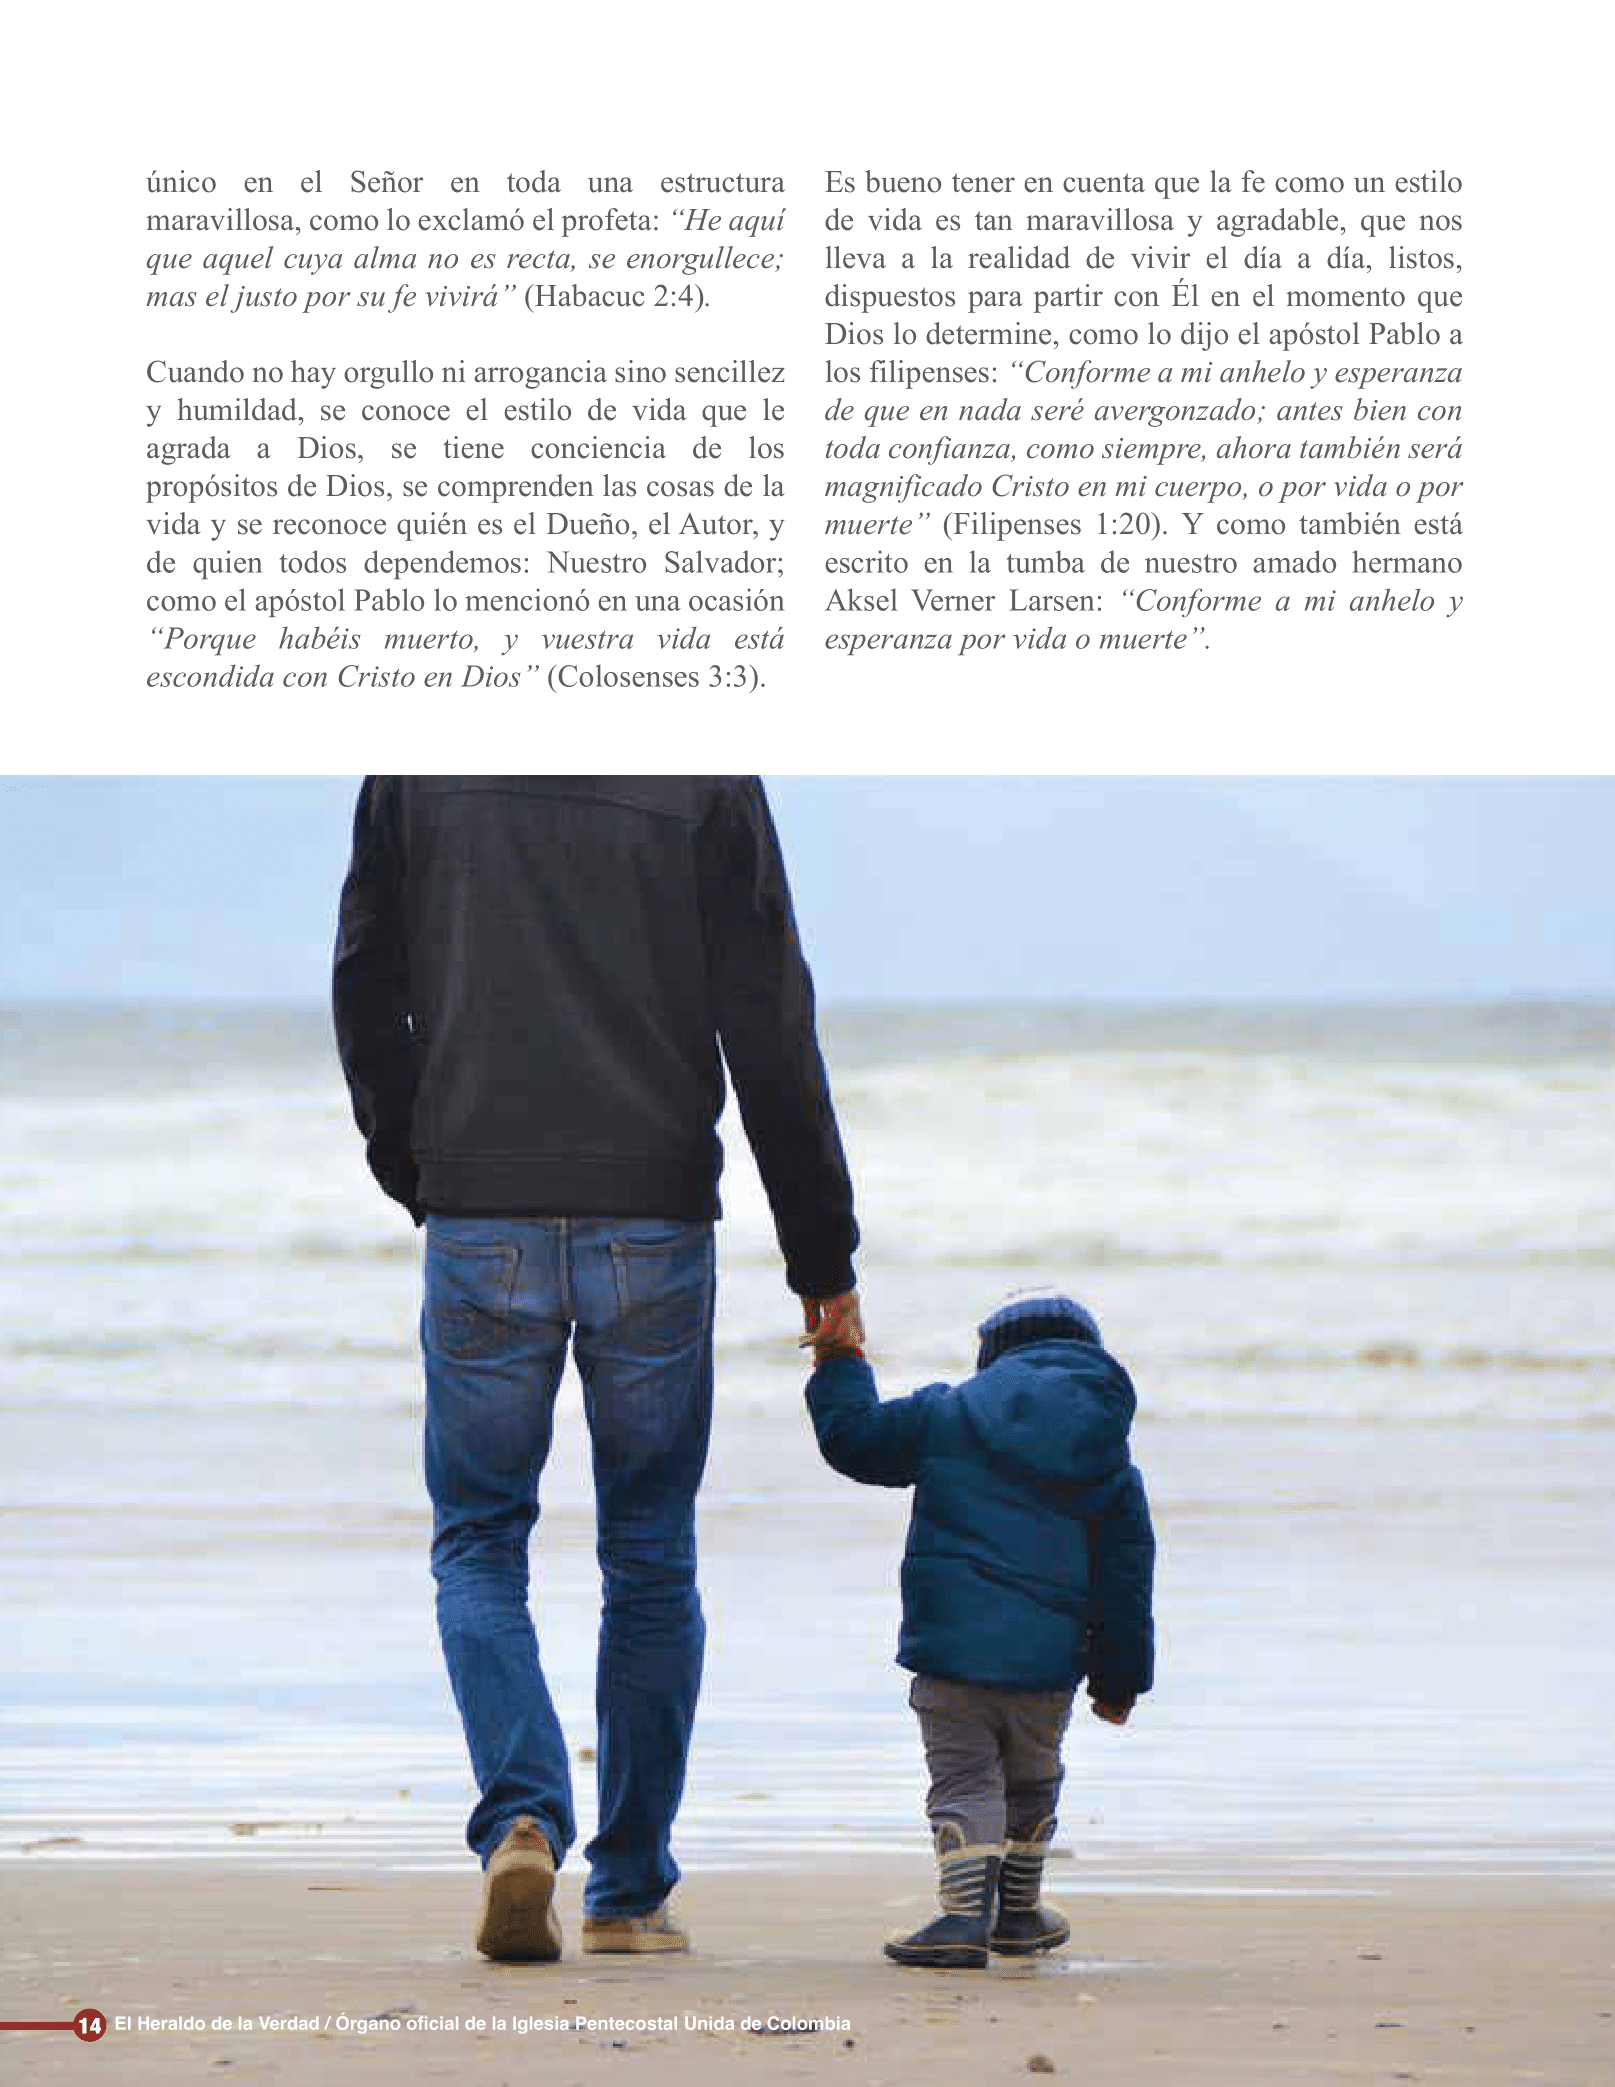 único en el Señor en toda una estructura
maravillosa, como lo exclamó el profeta: “He aquí
que aquel cuya alma no es recta, se enorgullece;
mas el justo por su fe vivirá” (Habacuc 2:4).
Cuando no hay orgullo ni arrogancia sino sencillez
y humildad, se conoce el estilo de vida que le
agrada a Dios, se tiene conciencia de los
propósitos de Dios, se comprenden las cosas de la
vida y se reconoce quién es el Dueño, el Autor, y
de quien todos dependemos: Nuestro Salvador;
como el apóstol Pablo lo mencionó en una ocasión
“Porque habéis muerto, y vuestra vida está
escondida con Cristo en Dios” (Colosenses 3:3).
Es bueno tener en cuenta que la fe como un estilo
de vida es tan maravillosa y agradable, que nos
lleva a la realidad de vivir el día a día, listos,
dispuestos para partir con Él en el momento que
Dios lo determine, como lo dijo el apóstol Pablo a
los filipenses: “Conforme a mi anhelo y esperanza
de que en nada seré avergonzado; antes bien con
toda confianza, como siempre, ahora también será
magnificado Cristo en mi cuerpo, o por vida o por
muerte” (Filipenses 1:20). Y como también está
escrito en la tumba de nuestro amado hermano
Aksel Verner Larsen: “Conforme a mi anhelo y
esperanza por vida o muerte”.
14 El Heraldo de la Verdad / Órgano oficial de la Iglesia Pentecostal Unida de Colombia